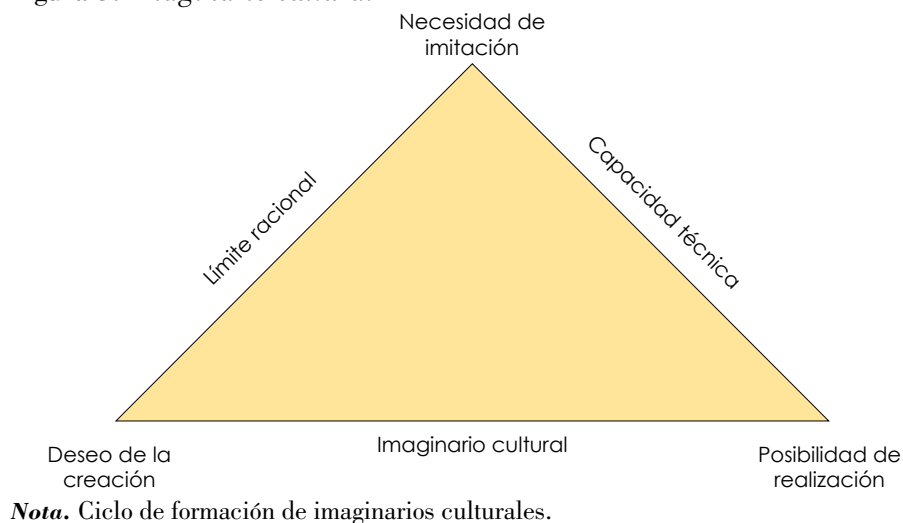 Necesidad de
imitación
Límite racional
Capacidad técnica
Imaginario cultural
Deseo de la
creación
Posibilidad de
realización
Nota. Ciclo de formación de imaginarios culturales.